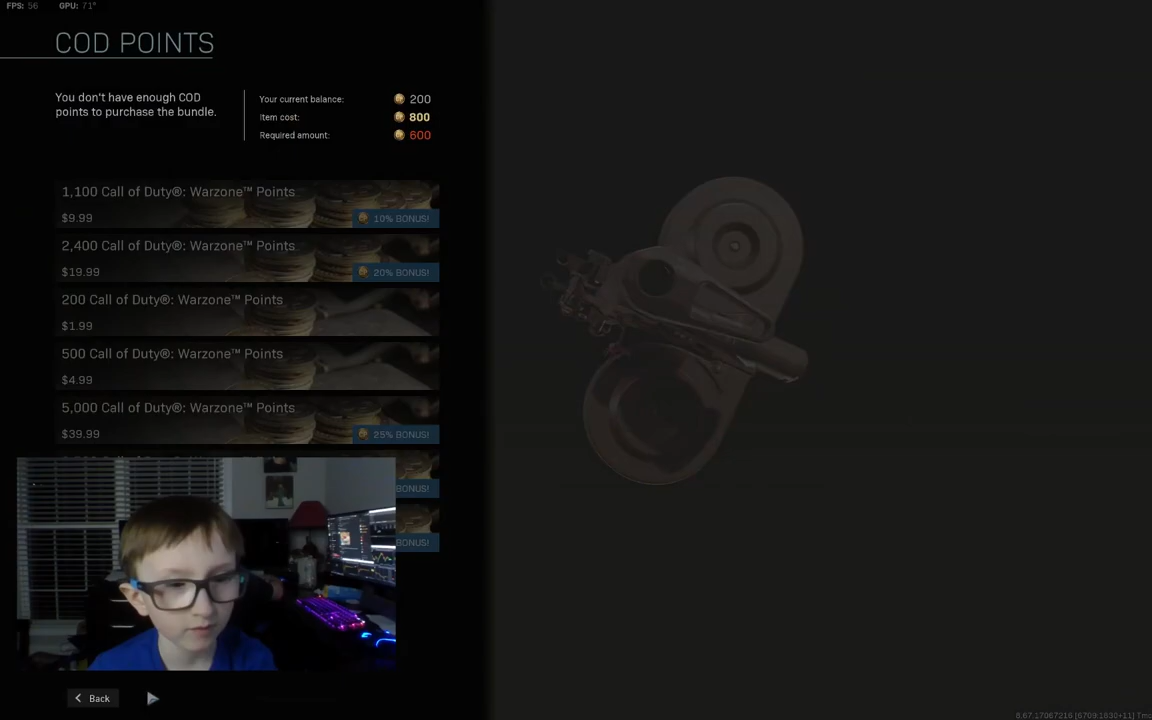 FPS: 56 GPU: 71°
COD POINTS
You don't have enough COD
points to purchase the bundle.
Your current balance: 200
Item cost: 800
Required amount: 600
1,100 Call of Duty®: Warzone™ Points
$9.99 10% BONUS!
2,400 Call of Duty®: Warzone™ Points
$19.99 20% BONUS!
200 Call of Duty®: Warzone™ Points
$1.99
500 Call of Duty®: Warzone™ Points
$4.99
5,000 Call of Duty®: Warzone™ Points
$39.99 25% BONUS!
BONUS!
BONUS!
Back